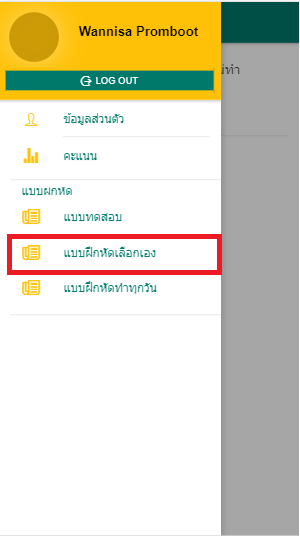 Wannisa Promboot
LOG OUT
ข้อมูลส่วนตัว
คะแนน
แบบฝึกหัด
แบบทดสอบ
แบบฝึกหัดเลือกเอง
แบบฝึกหัดทำทุกวัน